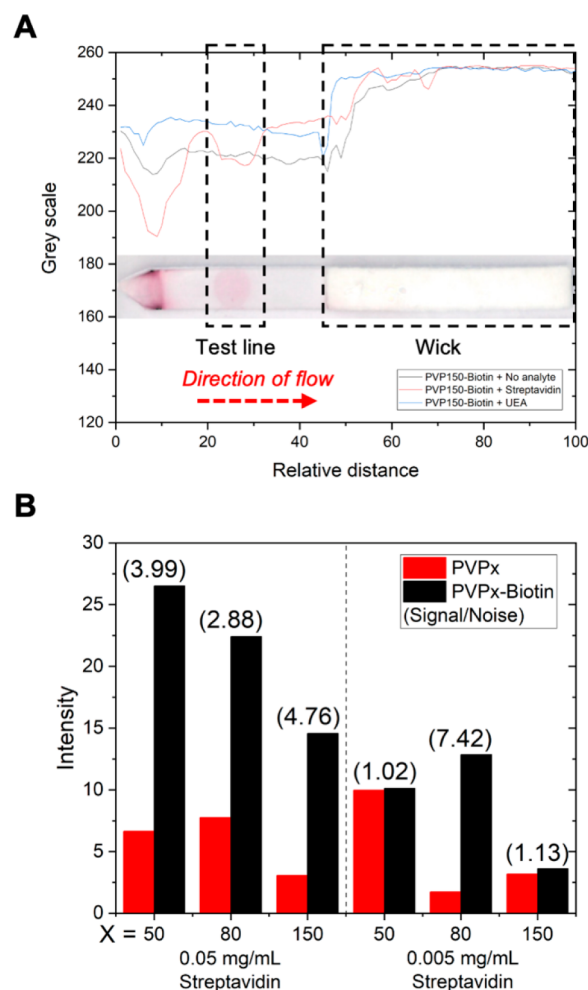 A
260
240
220
200
180
160
140
120
Grey scale
Test line
Wick
Direction of flow
PVP150-Biotin + No analyte
PVP150-Biotin + Streptavidin
PVP150-Biotin + UEA
0 20 40 60 80 100
Relative distance
B
30
25
20
15
10
5
0
Intensity
PVPx
PVPx-Biotin
(Signal/Noise)
(3.99)
(2.88)
(4.76)
(1.02)
(7.42)
(1.13)
X = 50 80 150 50 80 150
0.05 mg/mL 0.005 mg/mL
Streptavidin Streptavidin